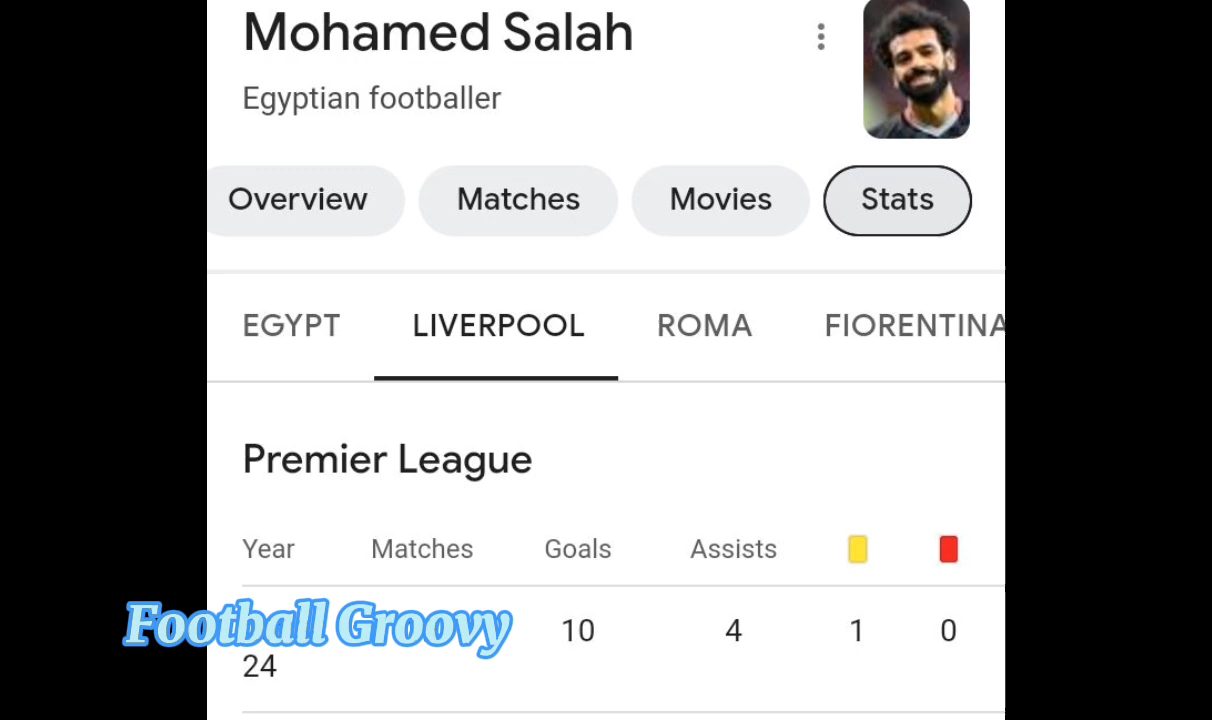 Mohamed Salah
Egyptian footballer
Overview Matches Movies Stats
EGYPT LIVERPOOL ROMA FIORENTINA
Premier League
Year Matches Goals Assists
Football Groovy 10 4 1 0
24